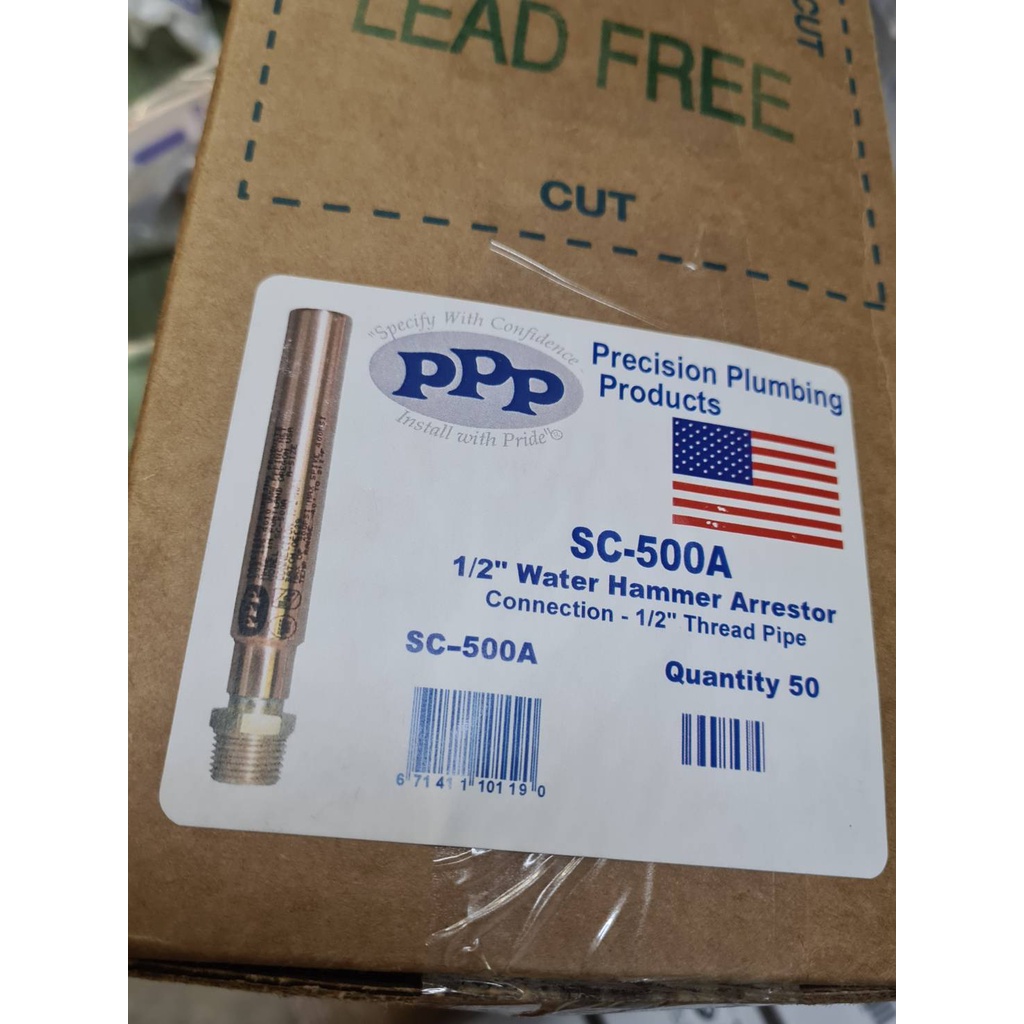 LEAD FREE
CUT
CUT
"Specify With Confidence
PPP
Install with Pride"©
Precision Plumbing
Products
SC-500A
1/2" Water Hammer Arrestor
Connection - 1/2" Thread Pipe
SC-500A
Quantity 50
6 71411 10119 0
PPP